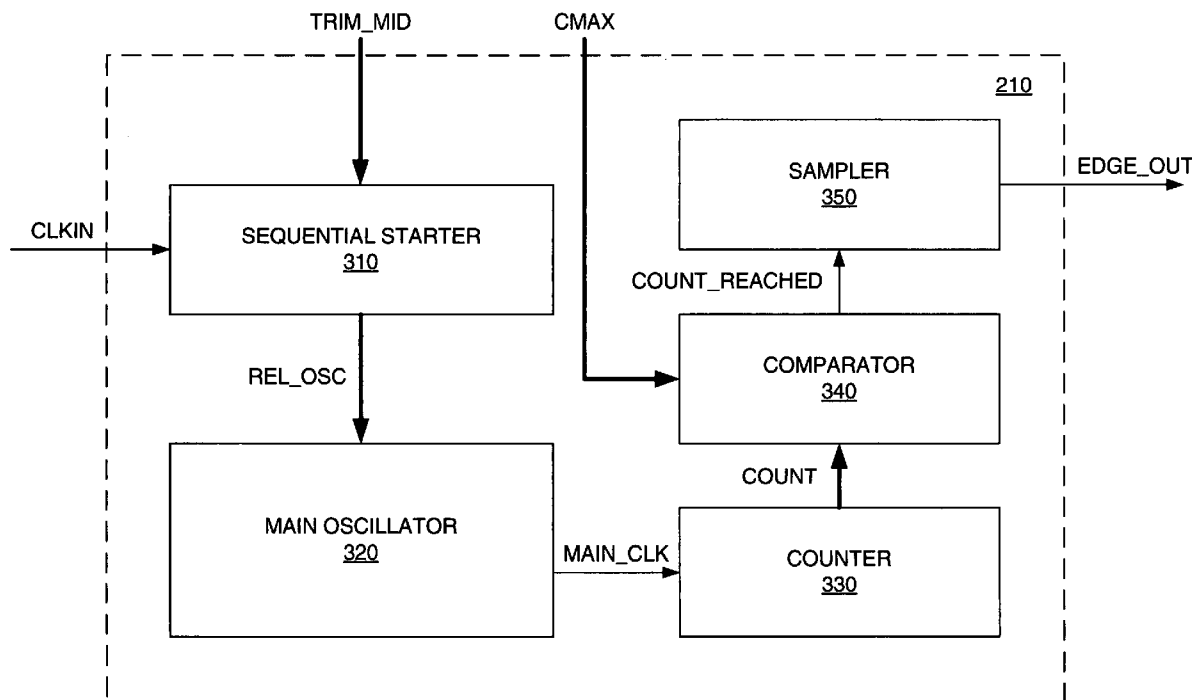 TRIM_MID
CMAX
210
SAMPLER
350
EDGE_OUT
CLKIN
SEQUENTIAL STARTER
310
COUNT_REACHED
REL_OSC
COMPARATOR
340
COUNT
MAIN OSCILLATOR
320
MAIN_CLK
COUNTER
330